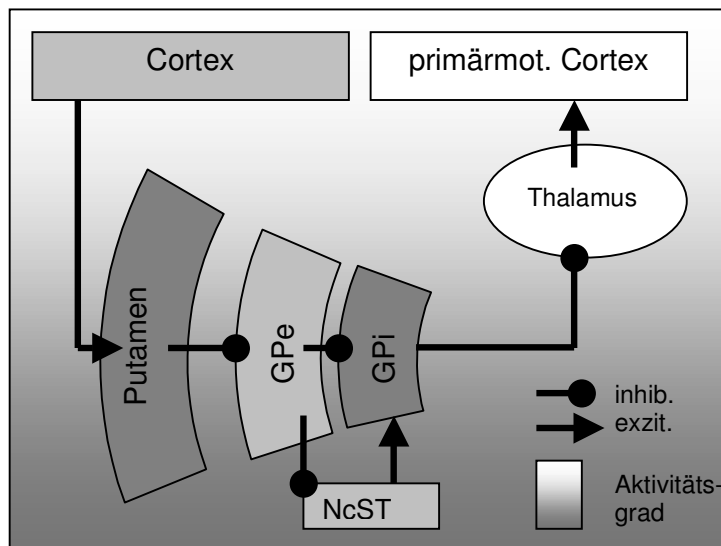 Cortex
primärmot. Cortex
Thalamus
Putamen
GPe
GPi
NcST
inhib.
exzit.
Aktivitäts-
grad